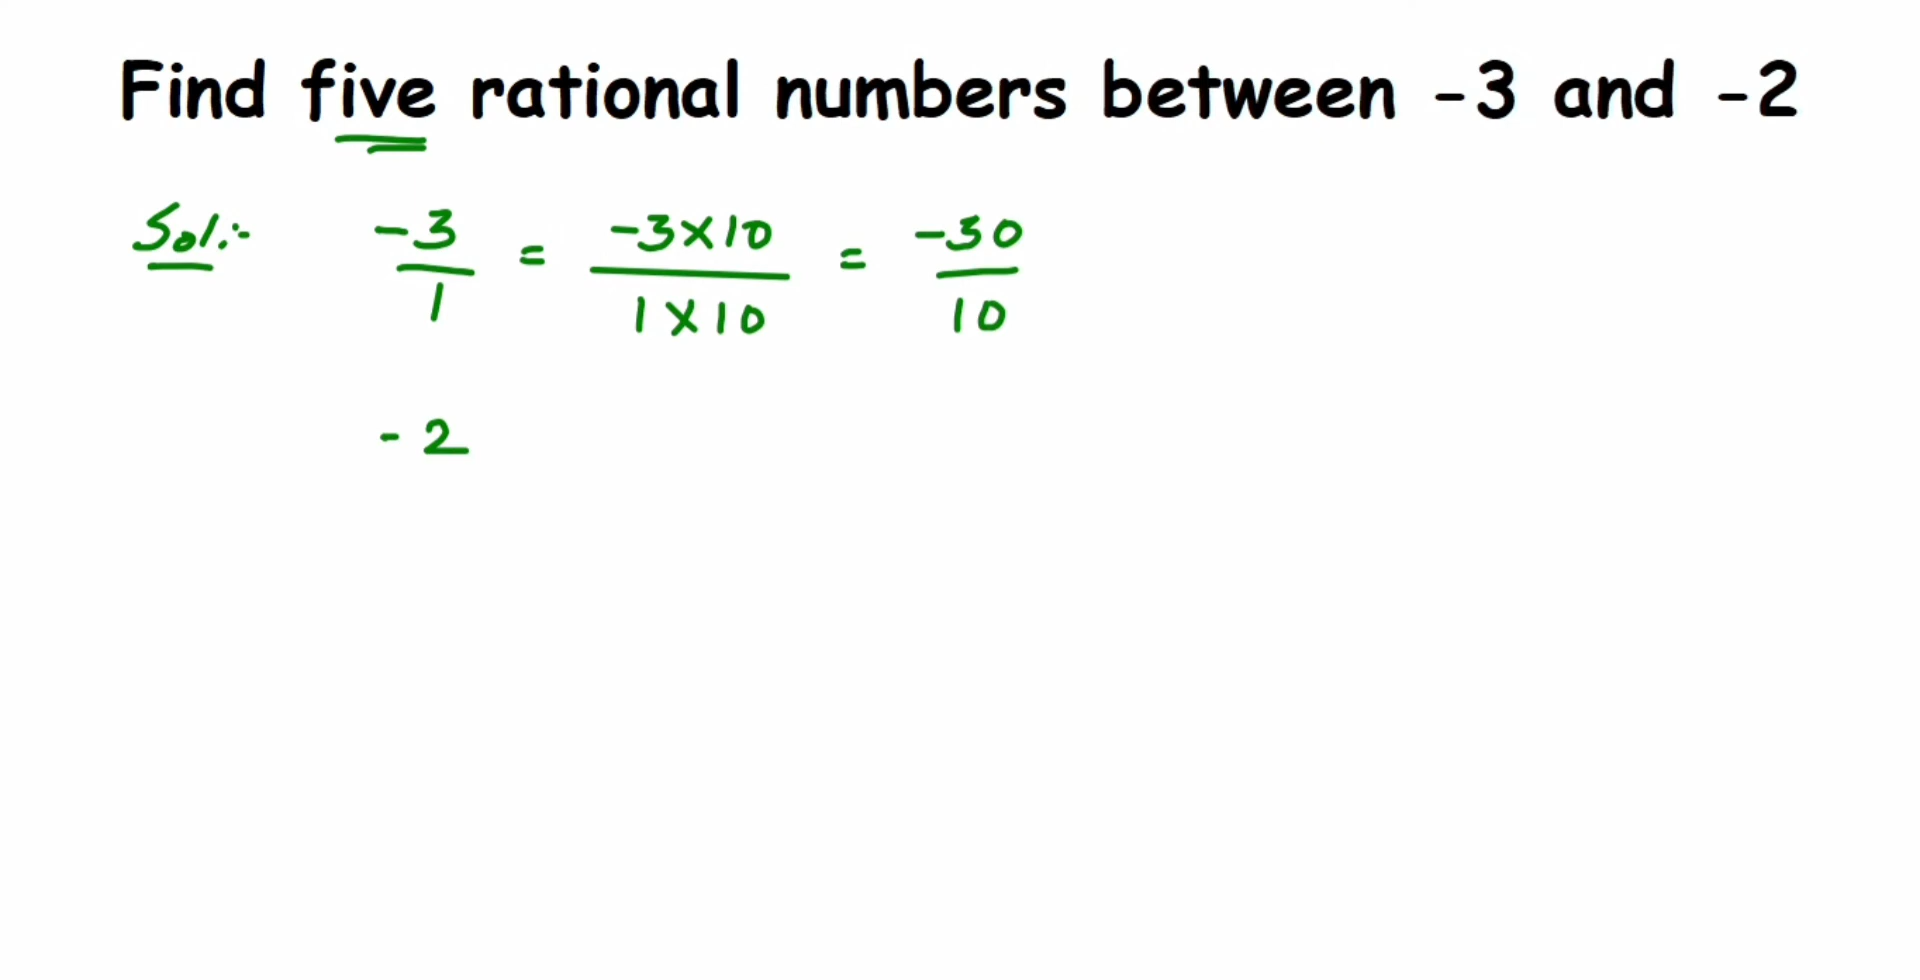 Find five rational numbers between -3 and -2
Sol:- -3/1 = -3×10/1×10 = -30/10
-2